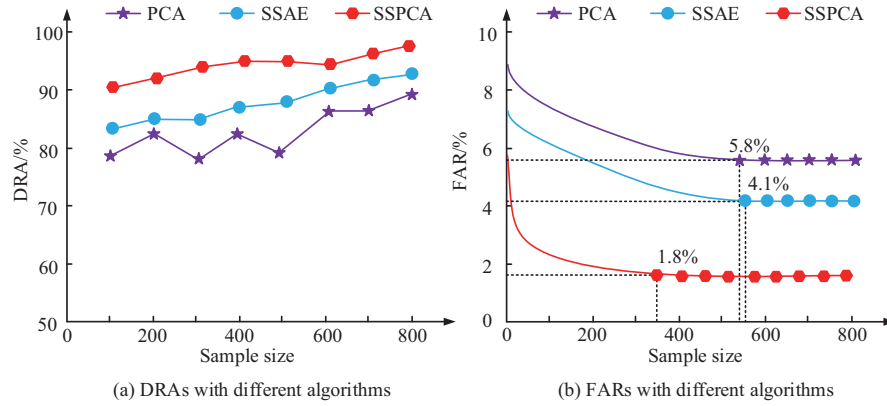 PCA SSAE SSPCA
100
90
80
70
60
50
DRA/%
0 200 400 600 800
Sample size
(a) DRAs with different algorithms
PCA SSAE SSPCA
10
8
6
4
2
0
FAR/%
5.8%
4.1%
1.8%
0 200 400 600 800
Sample size
(b) FARs with different algorithms